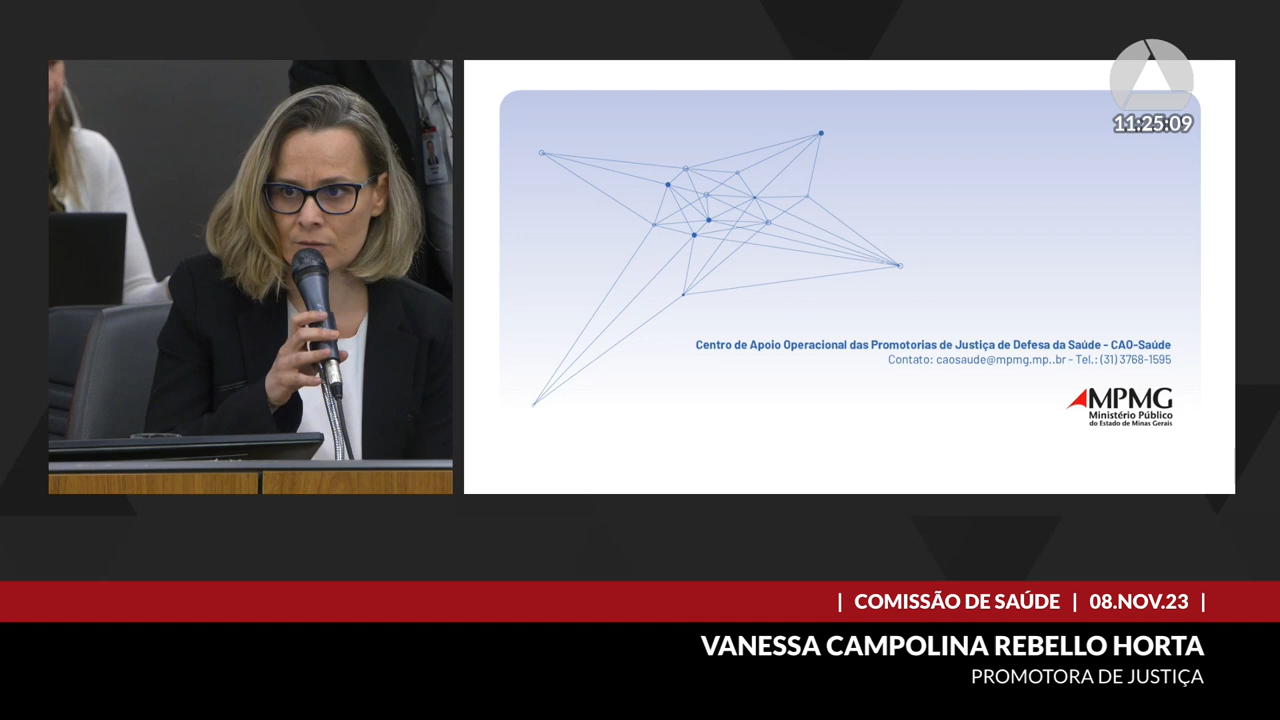 11:25:09
Centro de Apoio Operacional das Promotorias de Justiça de Defesa da Saúde - CAO-Saúde
Contato: caosaude@mpmg.mp..br - Tel.: (31) 3768-1595
MPMG
Ministério Público
do Estado de Minas Gerais
| COMISSÃO DE SAÚDE | 08.NOV.23 |
VANESSA CAMPOLINA REBELLO HORTA
PROMOTORA DE JUSTIÇA